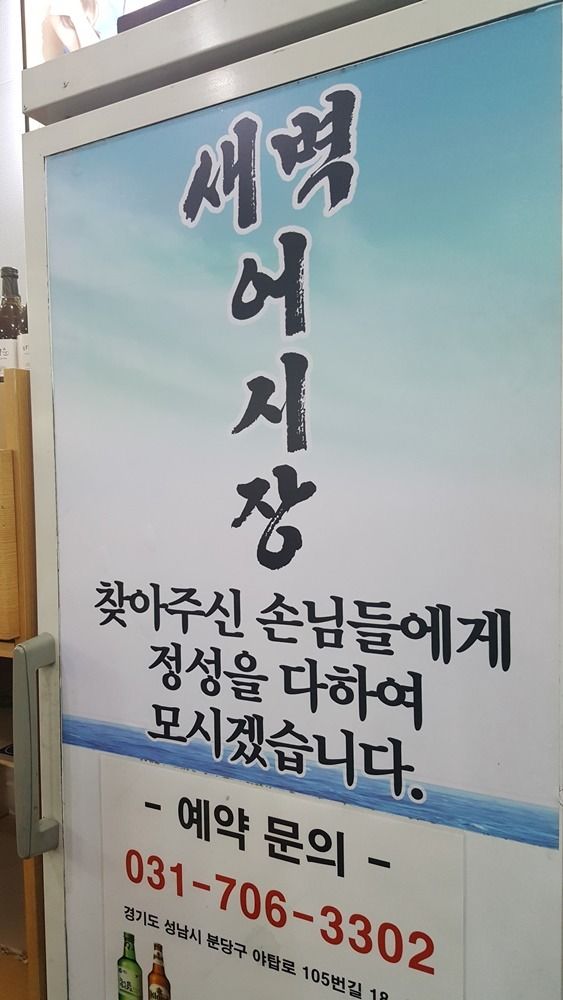 새벽
어시장
찾아주신 손님들에게
정성을 다하여
모시겠습니다.
- 예약 문의 -
031-706-3302
경기도 성남시 분당구 야탑로 105번길 18